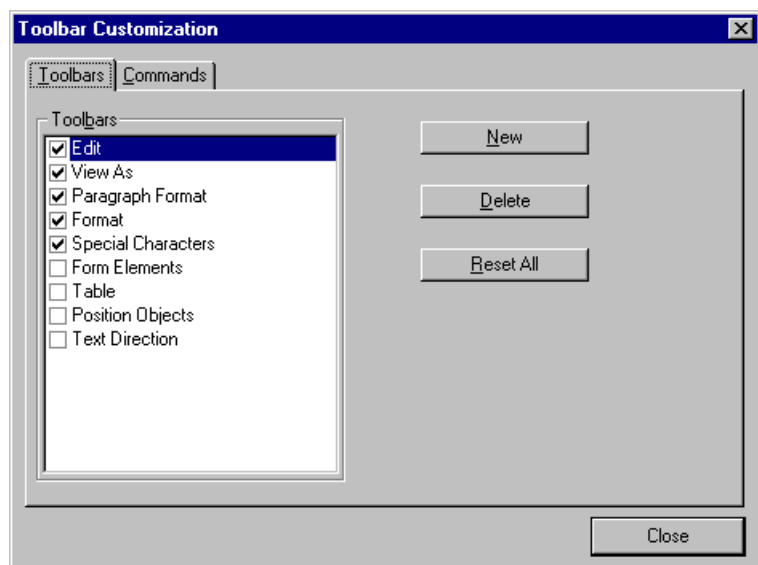 Toolbar Customization
Toolbars Commands
Toolbars
Edit
View As
Paragraph Format
Format
Special Characters
Form Elements
Table
Position Objects
Text Direction
New
Delete
Reset All
Close